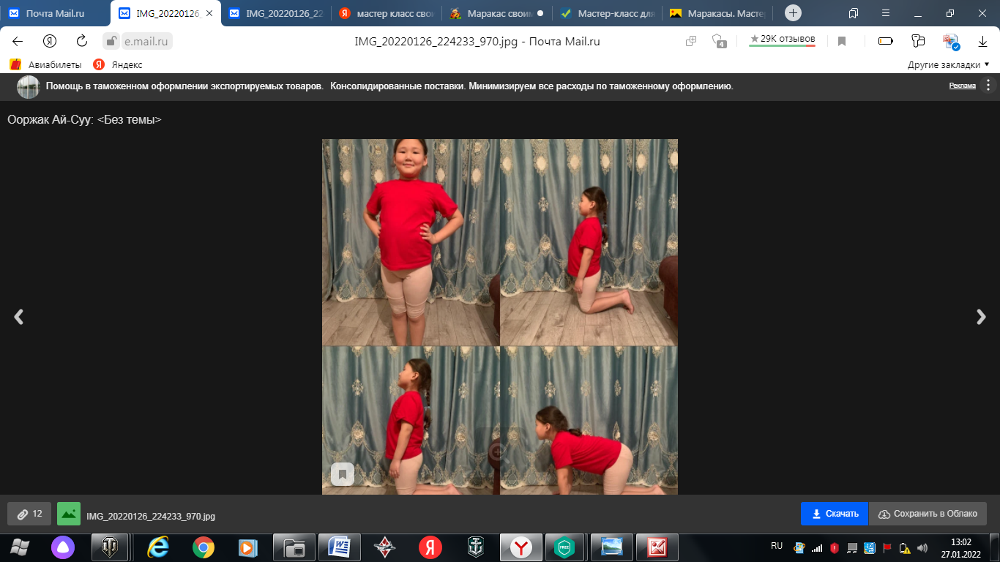 Почта Mail.ru
IMG_20220126_
IMG_20220126_22
мастер класс свои
Маракас своим
Мастер-класс для
Маракасы. Мастер
e.mail.ru
IMG_20220126_224233_970.jpg - Почта Mail.ru
4
★29K отзывов
Авиабилеты
Яндекс
Другие закладки
Помощь в таможенном оформлении экспортируемых товаров. Консолидированные поставки. Минимизируем все расходы по таможенному оформлению.
Реклама
Ооржак Ай-Суу: <Без темы>
12
IMG_20220126_224233_970.jpg
Скачать
Сохранить в Облако
RU
13:02
27.01.2022